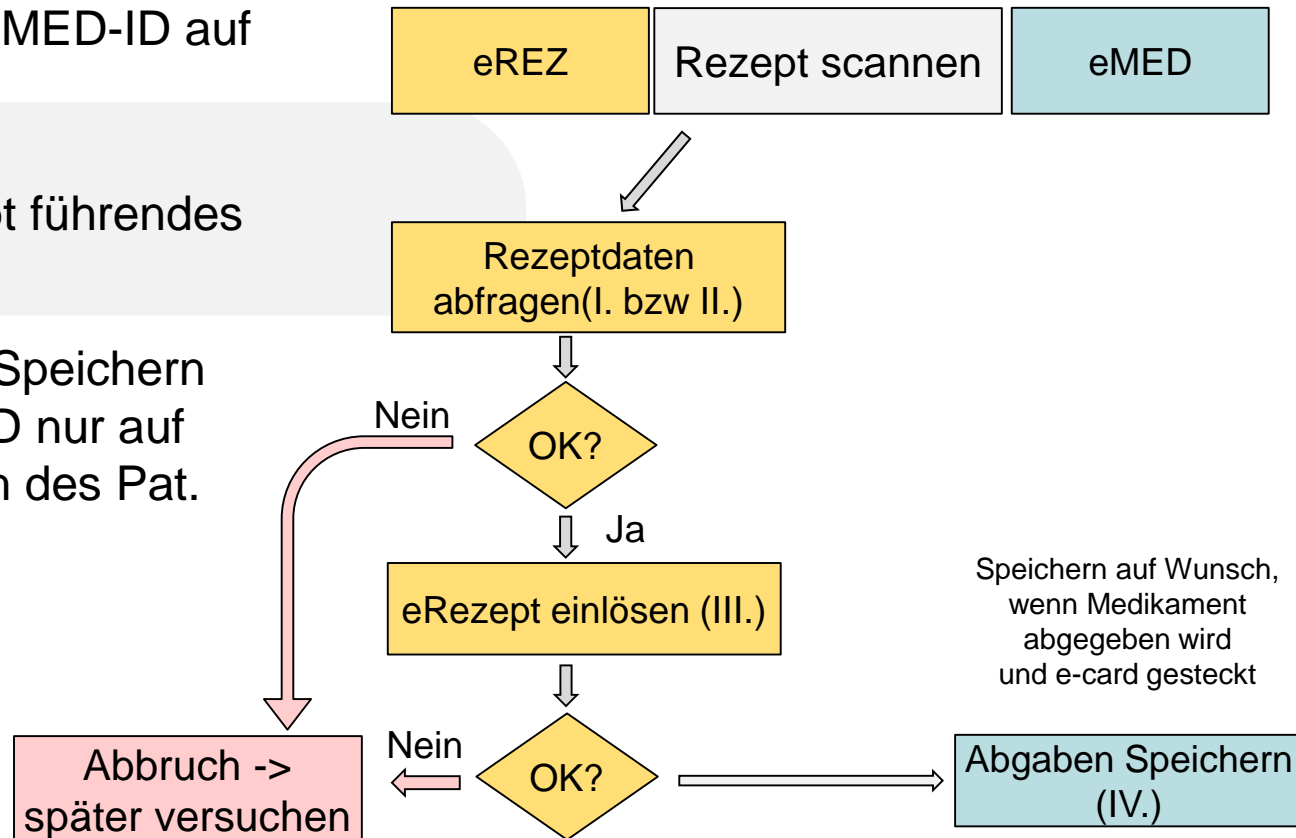 MED-ID auf
führendes
Speichern
nur auf
des Pat.
eREZ
Rezept scannen
eMED
Rezeptdaten
abfragen(I. bzw II.)
OK?
Nein
Ja
eRezept einlösen (III.)
Speichern auf Wunsch,
wenn Medikament
abgegeben wird
und e-card gesteckt
OK?
Nein
Abbruch ->
später versuchen
Abgaben Speichern
(IV.)